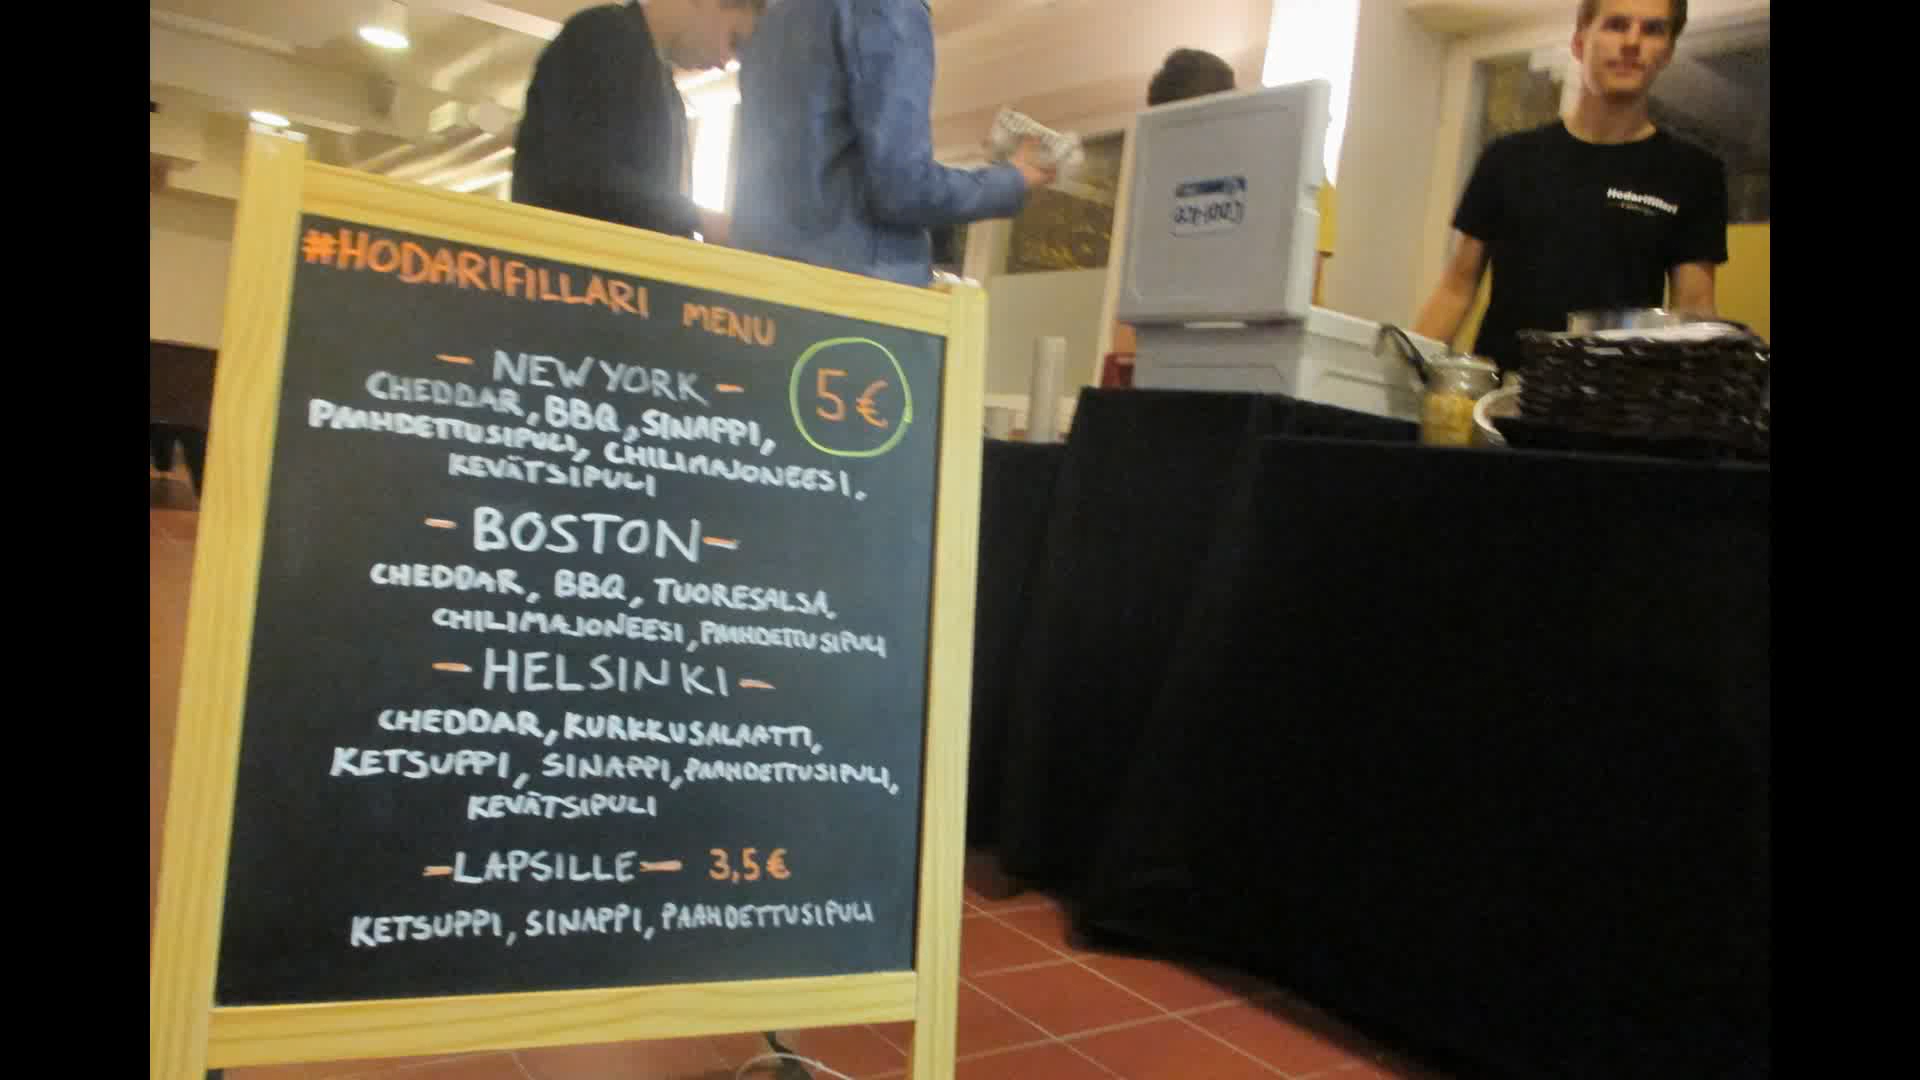 #HODARIFILLARI MENU
- NEW YORK -
5€
CHEDDAR, BBQ, SINAPPI,
PAAHDETTUSIPULI, CHILIMAJONEESI,
KEVÄTSIPULI
- BOSTON -
CHEDDAR, BBQ, TUORESALSA,
CHILIMAJONEESI, PAAHDETTUSIPULI
- HELSINKI -
CHEDDAR, KURKKUSALAATTI,
KETSUPPI, SINAPPI, PAAHDETTUSIPULI,
KEVÄTSIPULI
- LAPSILLE - 3,5€
KETSUPPI, SINAPPI, PAAHDETTUSIPULI
Hodarifillari